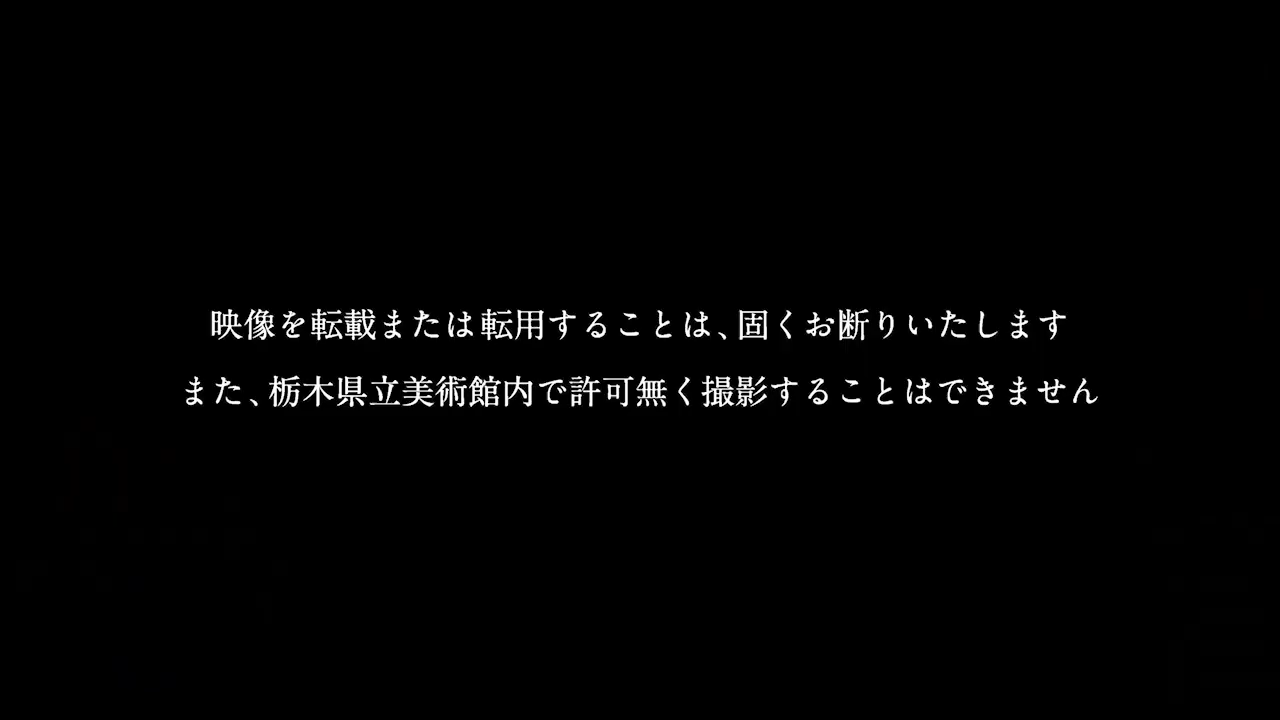 映像を転載または転用することは、固くお断りいたします
また、栃木県立美術館内で許可無く撮影することはできません